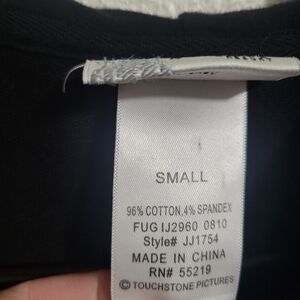 SMALL
96% COTTON,4% SPANDEX
FUG IJ2960 0810
Style# JJ1754
MADE IN CHINA
RN# 55219
© TOUCHSTONE PICTURES